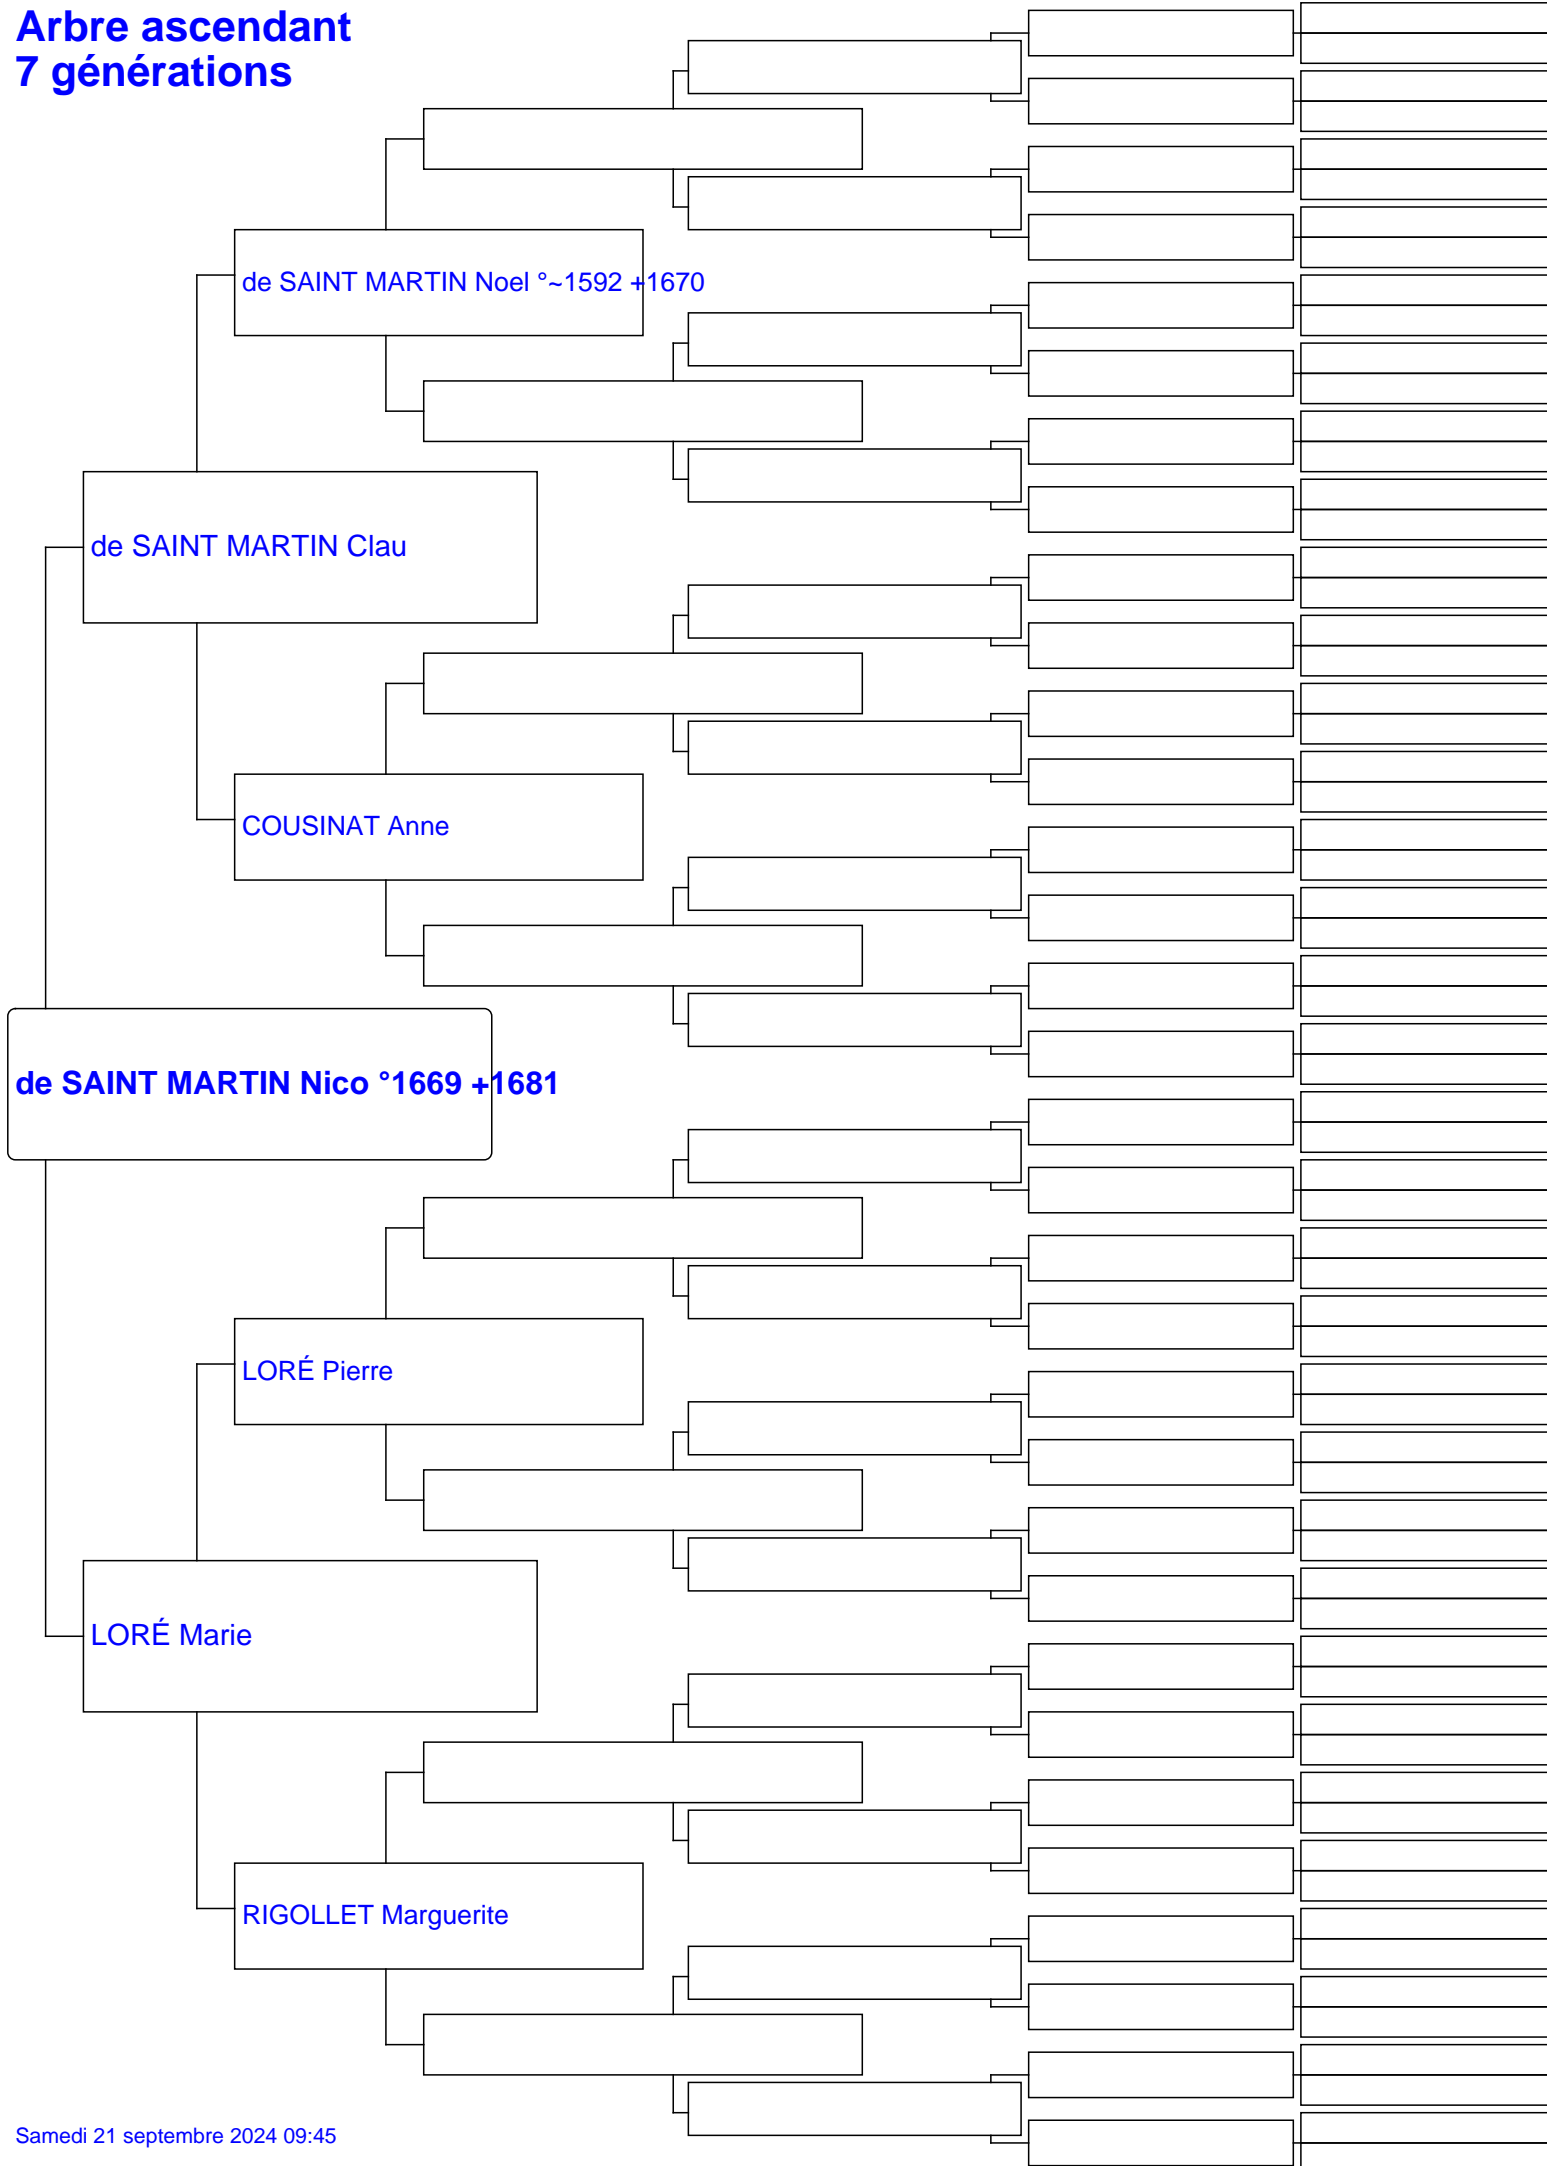 Arbre ascendant
7 générations
de SAINT MARTIN Noel °~1592 +1670
de SAINT MARTIN Clau
COUSINAT Anne
de SAINT MARTIN Nico °1669 +1681
LORÉ Pierre
LORÉ Marie
RIGOLLET Marguerite
Samedi 21 septembre 2024 09:45